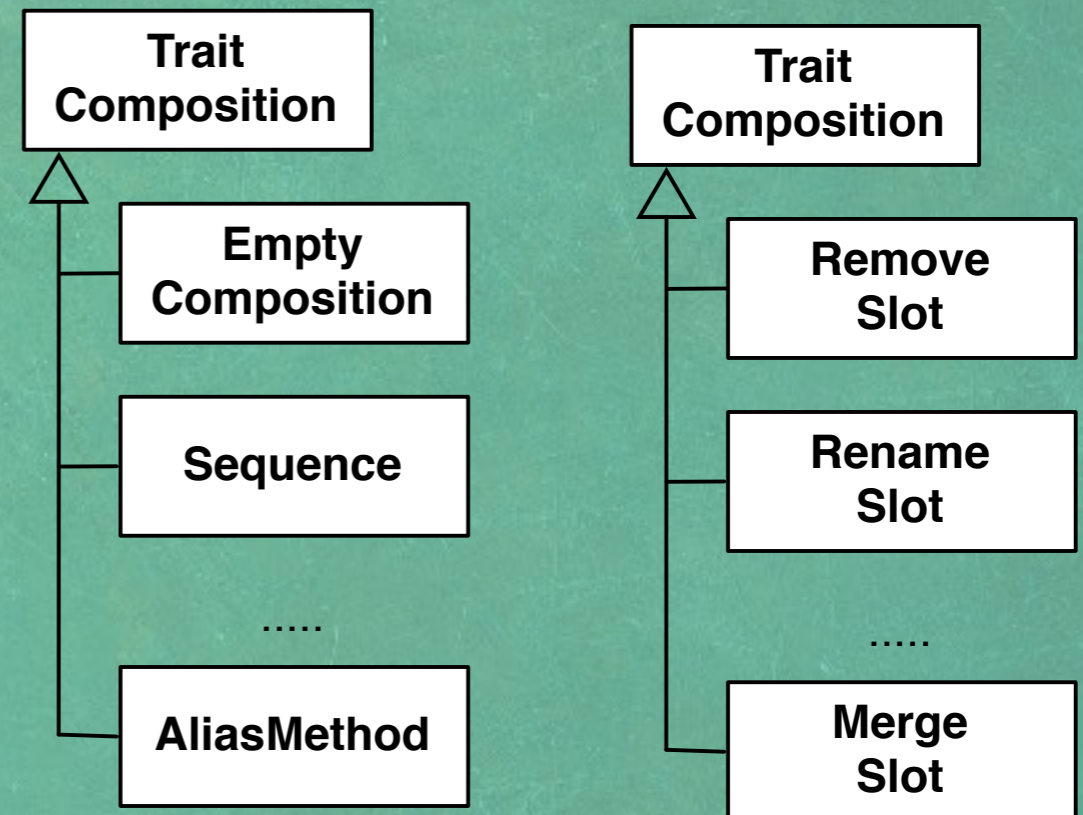 Trait
Composition
Empty
Composition
Sequence
.....
AliasMethod
Trait
Composition
Remove
Slot
Rename
Slot
.....
Merge
Slot